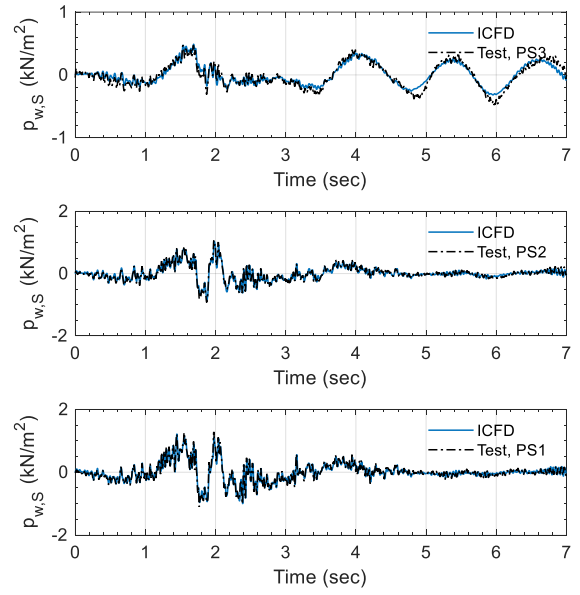 1
0
-1
p_w,S (kN/m²)
ICFD
Test, PS3
0 1 2 3 4 5 6 7
Time (sec)
2
0
-2
p_w,S (kN/m²)
ICFD
Test, PS2
0 1 2 3 4 5 6 7
Time (sec)
2
0
-2
p_w,S (kN/m²)
ICFD
Test, PS1
0 1 2 3 4 5 6 7
Time (sec)